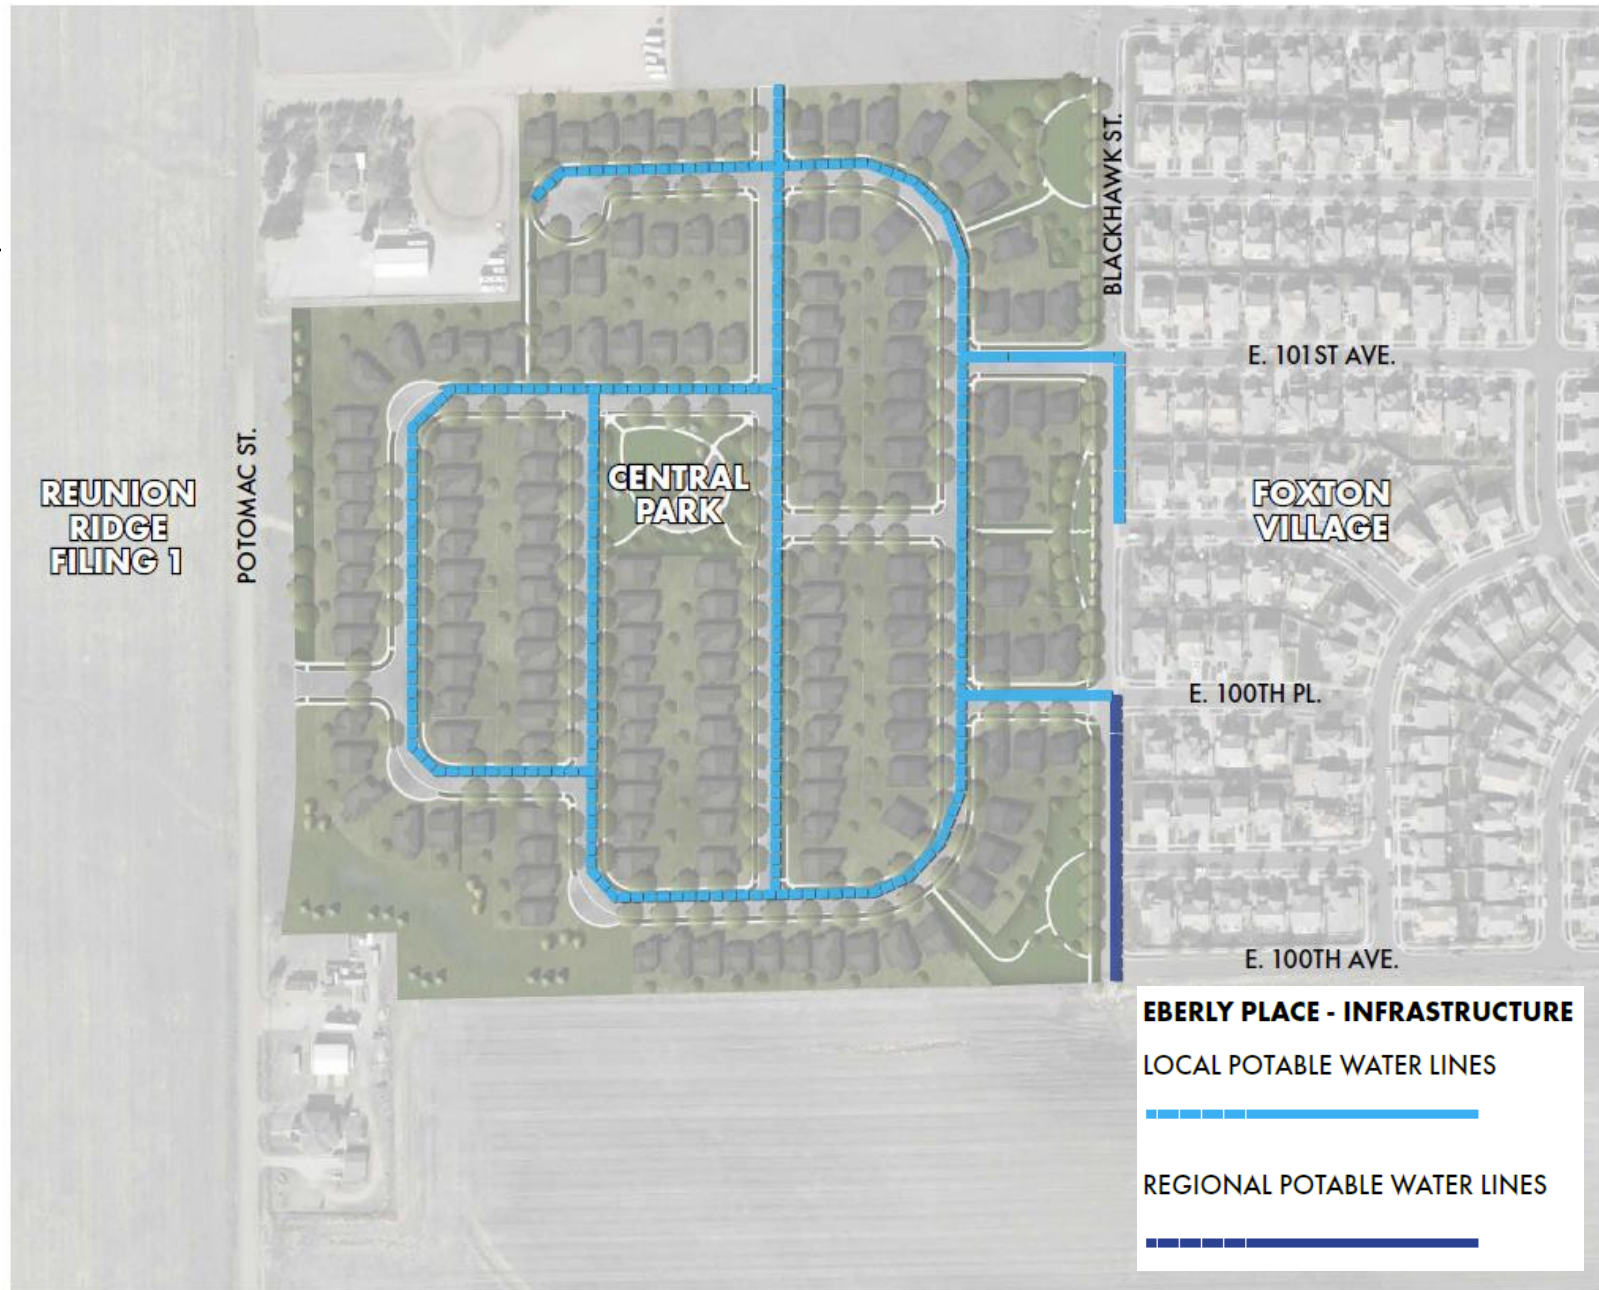 BLACKHAWK ST.
E. 101ST AVE.
POTOMAC ST.
REUNION
RIDGE
FILING 1
CENTRAL
PARK
FOXTON
VILLAGE
E. 100TH PL.
E. 100TH AVE.
EBERLY PLACE - INFRASTRUCTURE
LOCAL POTABLE WATER LINES
REGIONAL POTABLE WATER LINES